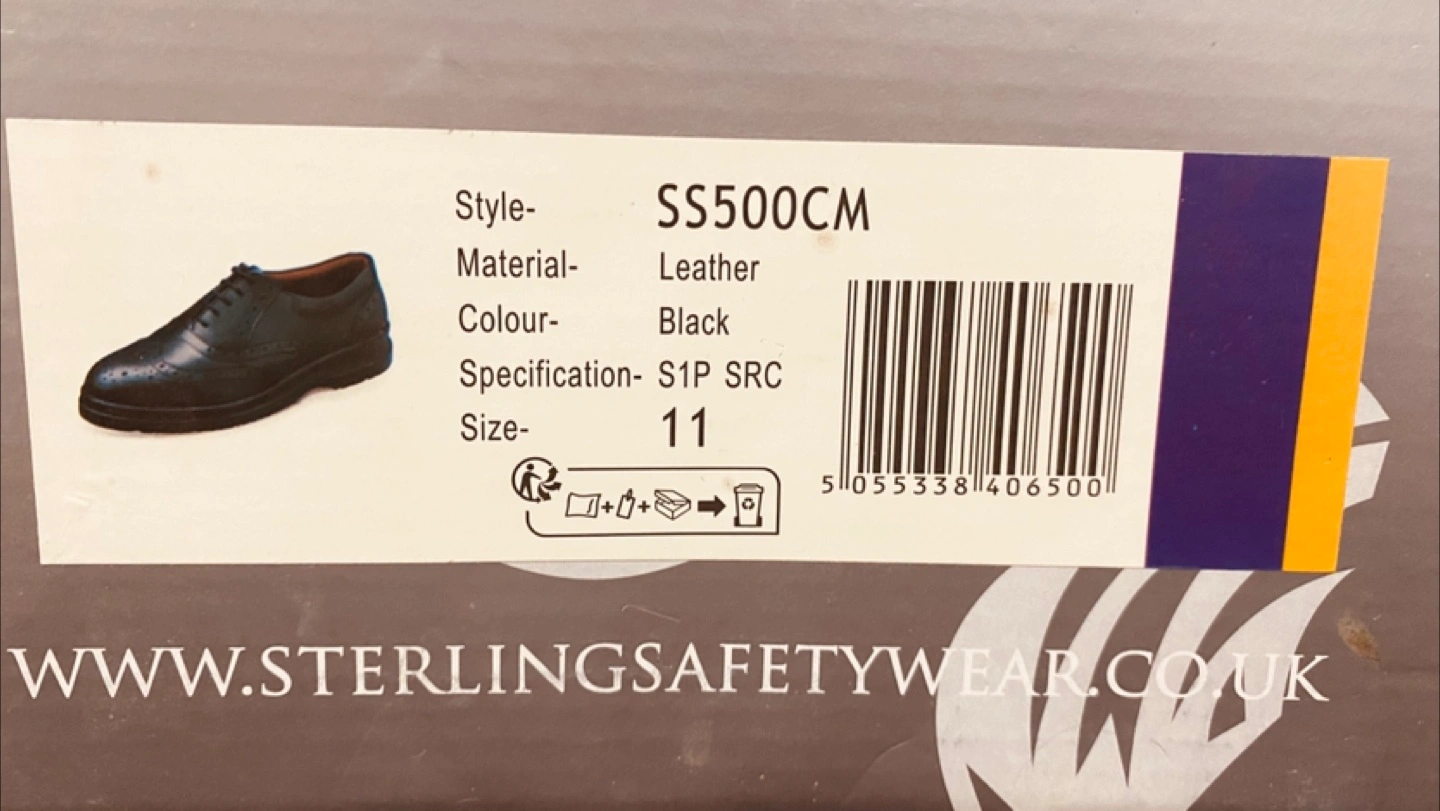 Style- SS500CM
Material- Leather
Colour- Black
Specification- S1P SRC
Size- 11
5 055338 406500
WWW.STERLINGSAFETYWEAR.CO.UK